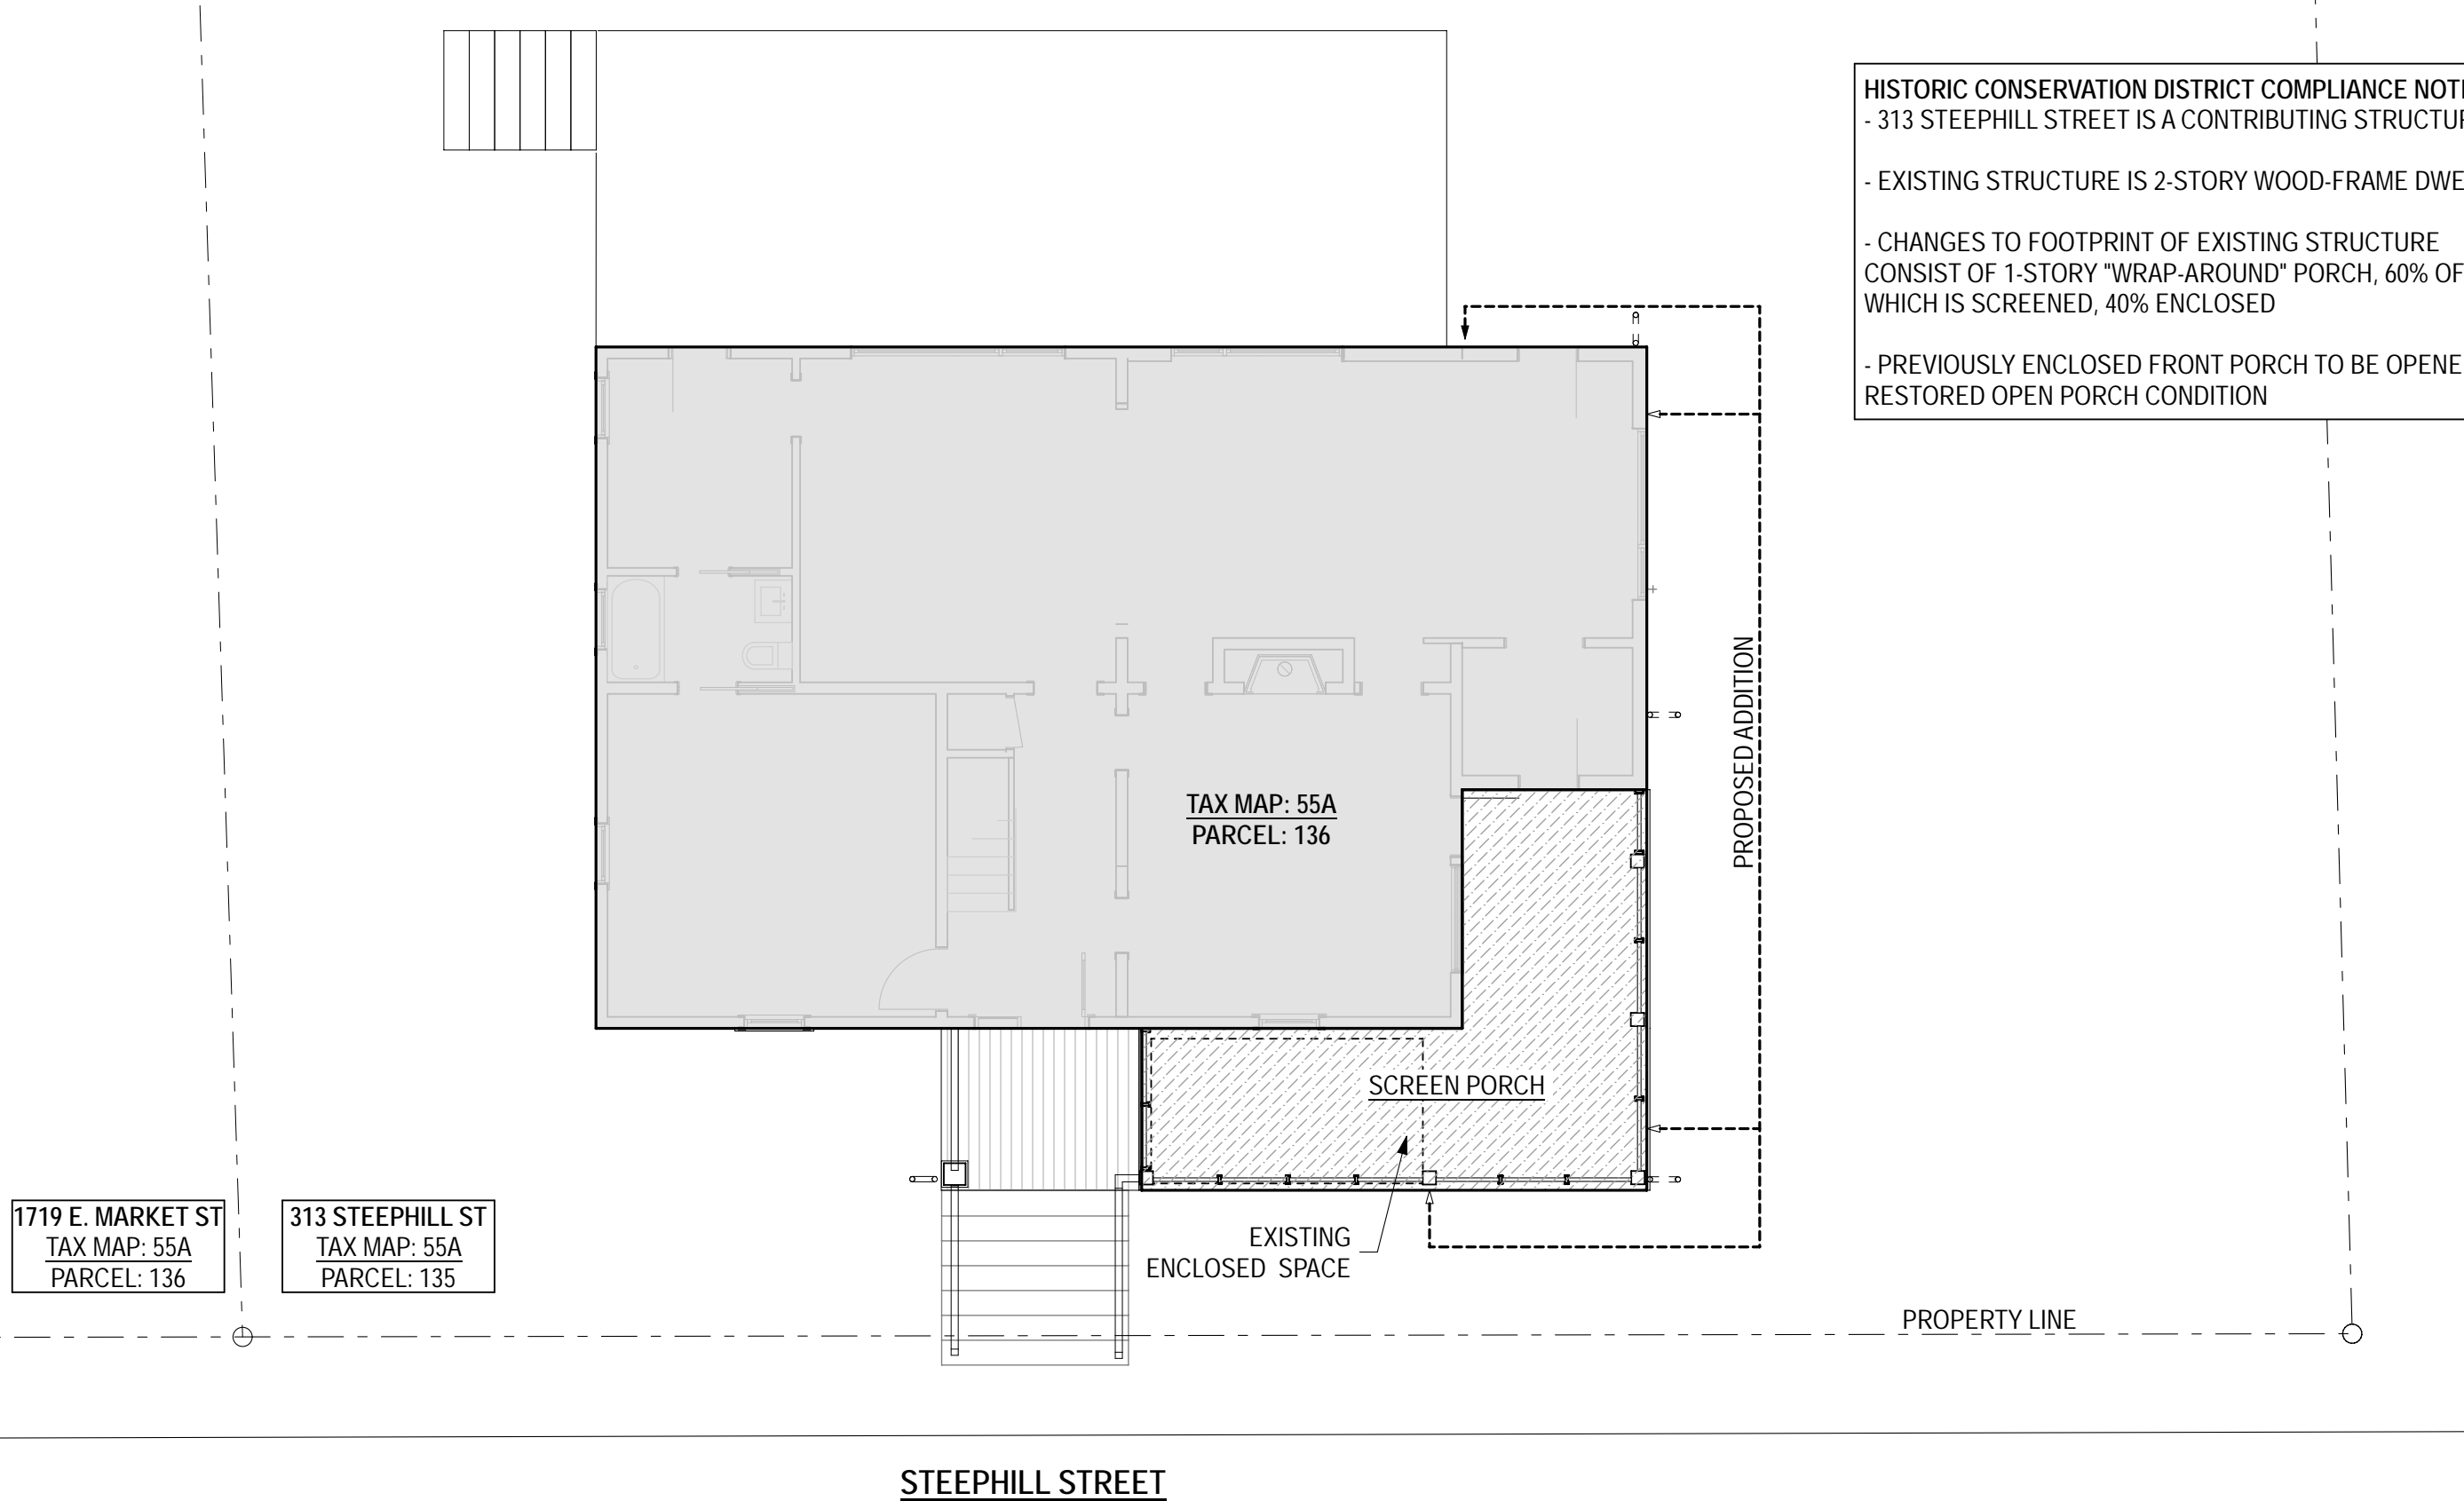 HISTORIC CONSERVATION DISTRICT COMPLIANCE
- 313 STEEPHILL STREET IS A CONTRIBUTING
- EXISTING STRUCTURE IS 2-STORY WOOD-FRAME
- CHANGES TO FOOTPRINT OF EXISTING STRUCTURE
CONSIST OF 1-STORY "WRAP-AROUND" PORCH, 60% OF
WHICH IS SCREENED, 40% ENCLOSED
- PREVIOUSLY ENCLOSED FRONT PORCH TO BE
RESTORED OPEN PORCH CONDITION
PROPOSED ADDITION
TAX MAP: 55A
PARCEL: 136
SCREEN PORCH
EXISTING
ENCLOSED SPACE
1719 E. MARKET ST
TAX MAP: 55A
PARCEL: 136
313 STEEPHILL ST
TAX MAP: 55A
PARCEL: 135
PROPERTY LINE
STEEPHILL STREET